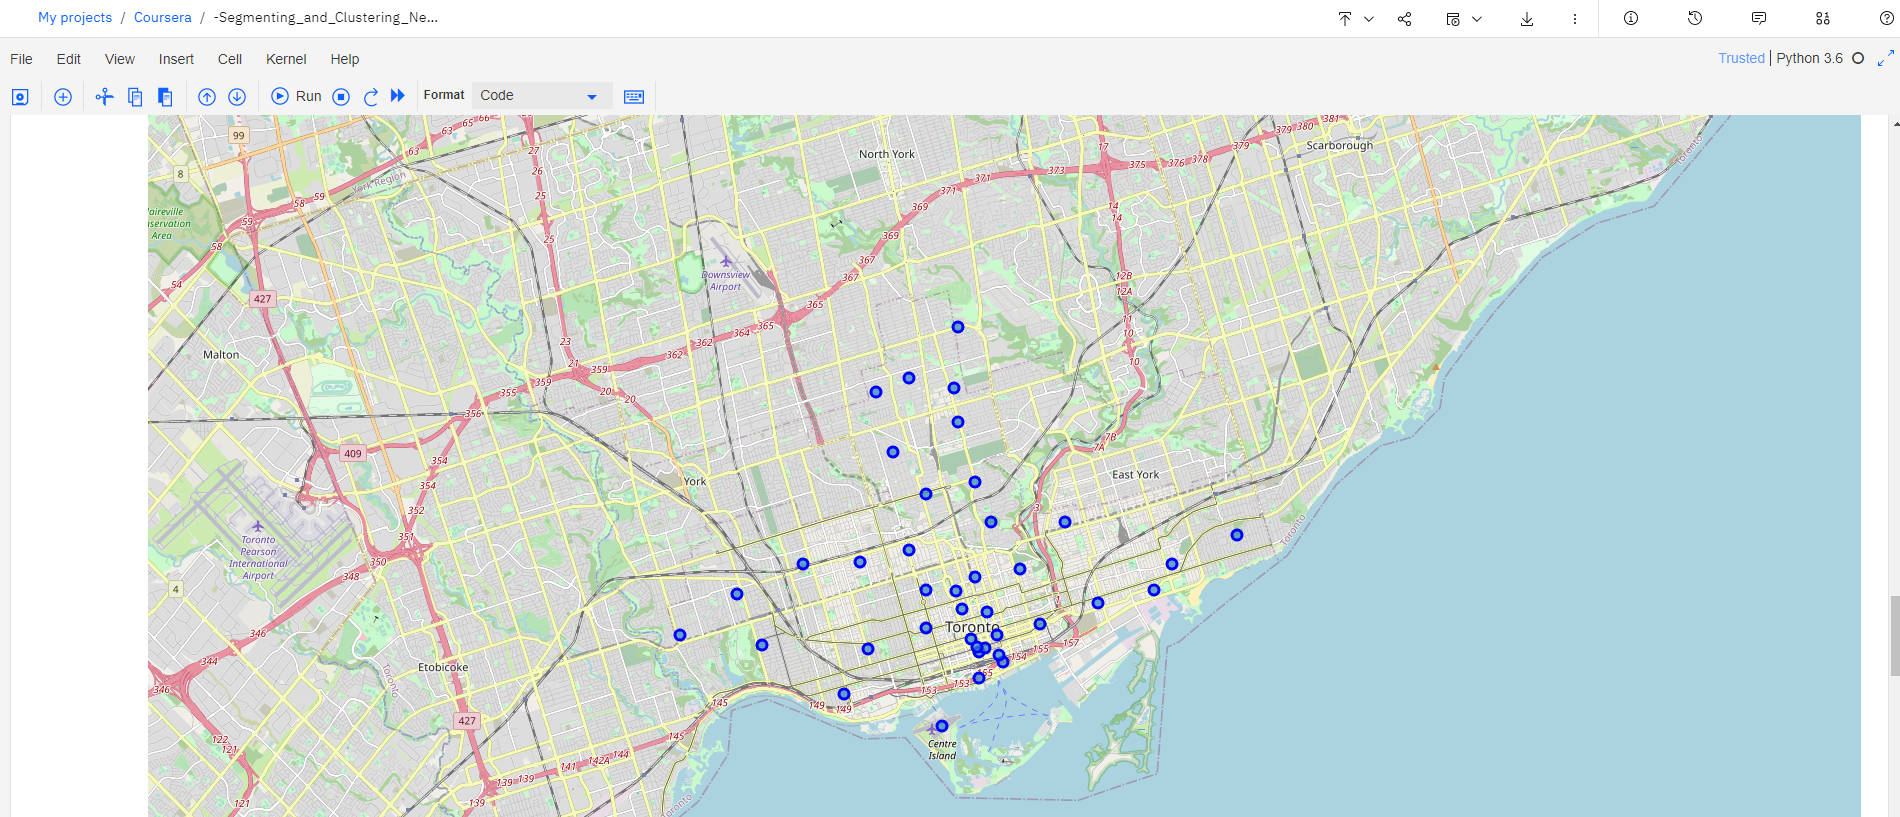 My projects / Coursera / -Segmenting_and_Clustering_Ne...
File Edit View Insert Cell Kernel Help
Trusted | Python 3.6
Run Format Code
65 66
63
63
99
8
York Region
59
58
59
58
54
aireville
nservation
Area
27
26
25
25
North York
17
373
375
376
378
379
379
380
381
Scarborough
Toronto
371
371
369
369
367
367
365
365
364
362
362
14
14
12B
12A
11
10
10
Downsview
Airport
427
Malton
23
21
359
359
20
20
355
356
409
354
354
352
351
350
348
346
344
346
York
7B
7A
East York
3
Toronto
Toronto
Pearson
International
Airport
4
1
Toronto
157
155
154
155
153
153
149
149
145
145
144
142A
141
139
139
139
Etobicoke
Toronto
427
122
121
121
Centre
Island
oronto